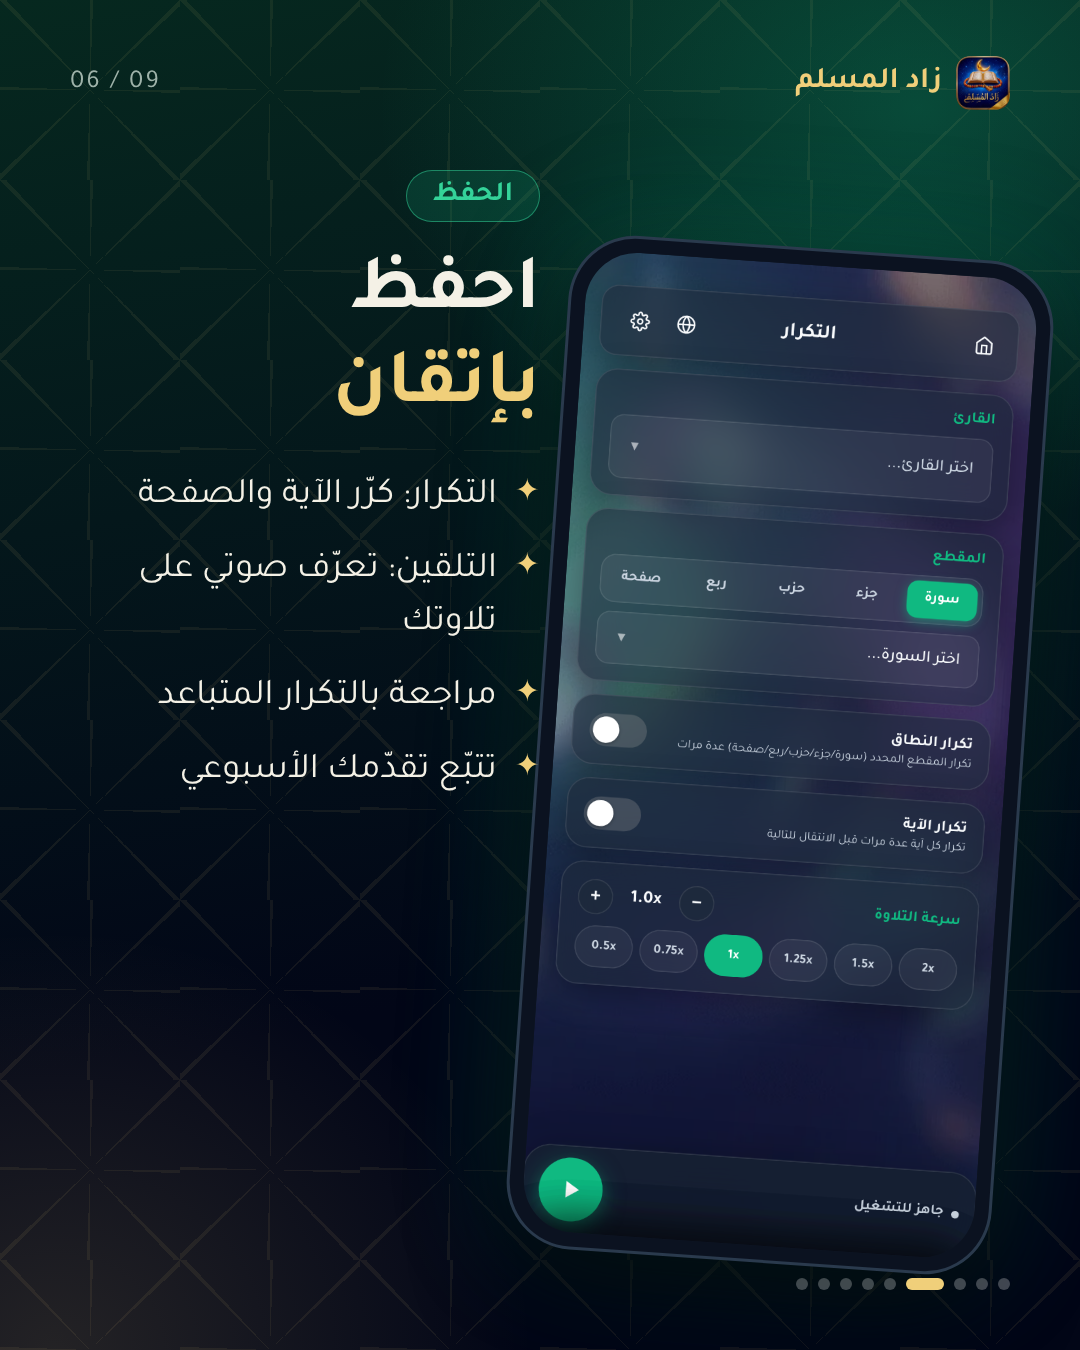 زاد المسلم
06 / 09
الحفظ
احفظ
بإتقان
✦ التكرار: كرّر الآية والصفحة
✦ التلقين: تعرّف صوتي على
تلاوتك
✦ مراجعة بالتكرار المتباعد
✦ تتبّع تقدّمك الأسبوعي
التكرار
القارئ
اختر القارئ...
المقطع
سورة جزء حزب ربع صفحة
اختر السورة...
تكرار النطاق
تكرار المقطع المحدد (سورة/جزء/حزب/ربع/صفحة) عدة مرات
تكرار الآية
تكرار كل آية عدة مرات قبل الانتقال للتالية
سرعة التلاوة
− 1.0x +
2x 1.5x 1.25x 1x 0.75x 0.5x
جاهز للتشغيل